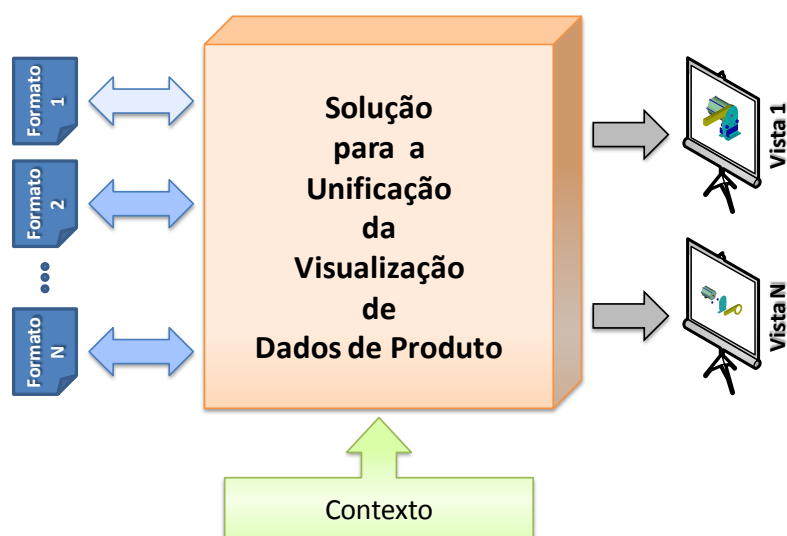 Formato
1
Formato
2
Formato
N
Solução
para a
Unificação
da
Visualização
de
Dados de Produto
Vista 1
Vista N
Contexto